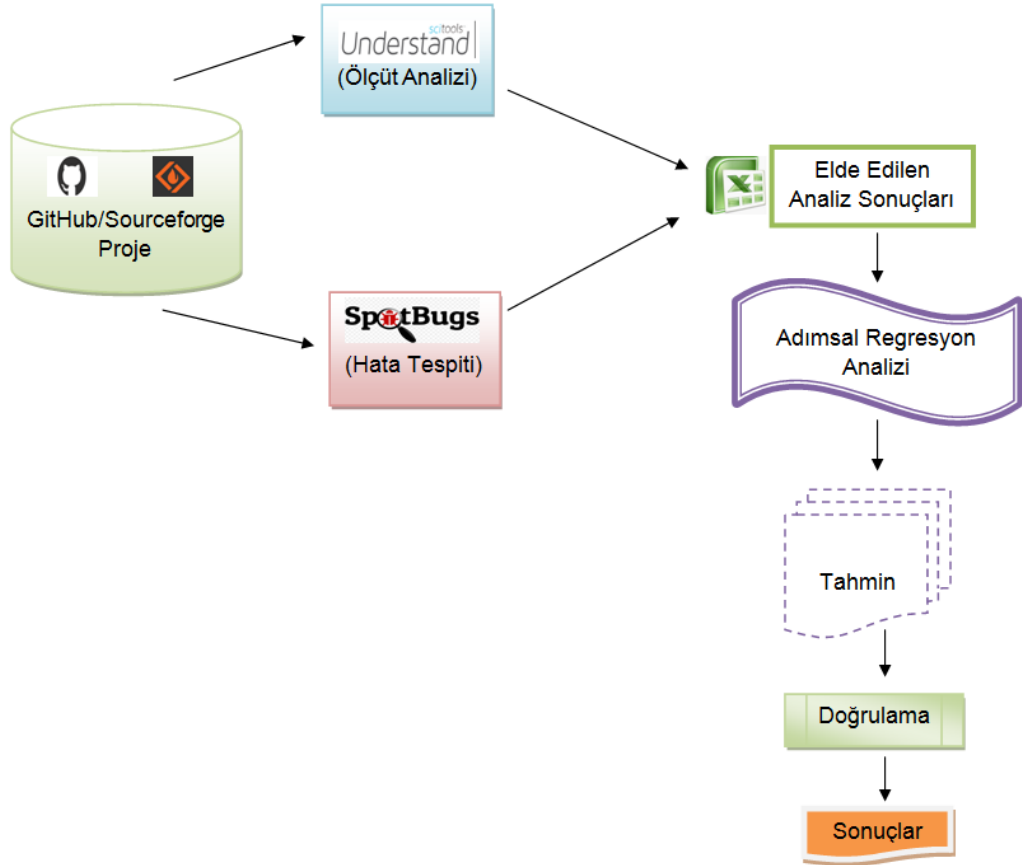 scitools
Understand
(Ölçüt Analizi)
GitHub/Sourceforge
Proje
SpotBugs
(Hata Tespiti)
Elde Edilen
Analiz Sonuçları
Adımsal Regresyon
Analizi
Tahmin
Doğrulama
Sonuçlar